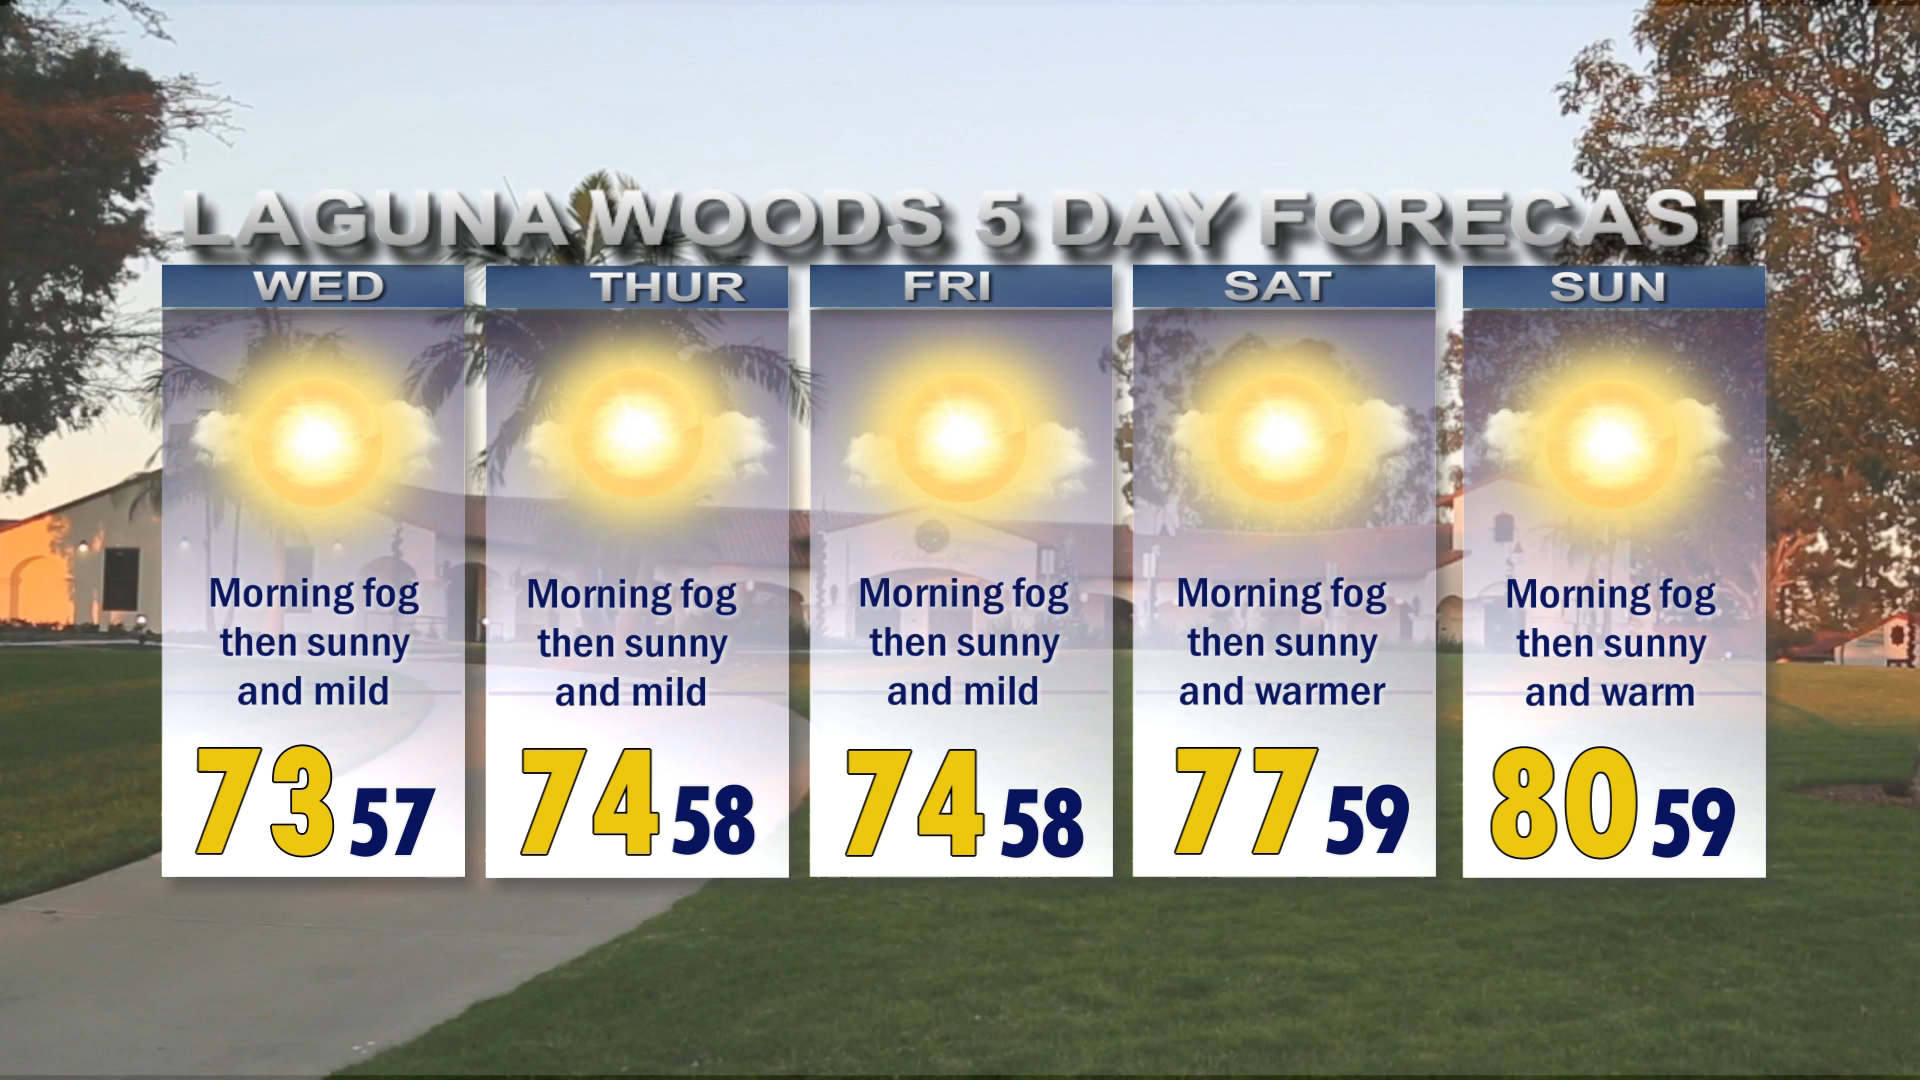 LAGUNA WOODS 5 DAY FORECAST
WED
Morning fog
then sunny
and mild
73 57
THUR
Morning fog
then sunny
and mild
74 58
FRI
Morning fog
then sunny
and mild
74 58
SAT
Morning fog
then sunny
and warmer
77 59
SUN
Morning fog
then sunny
and warm
80 59